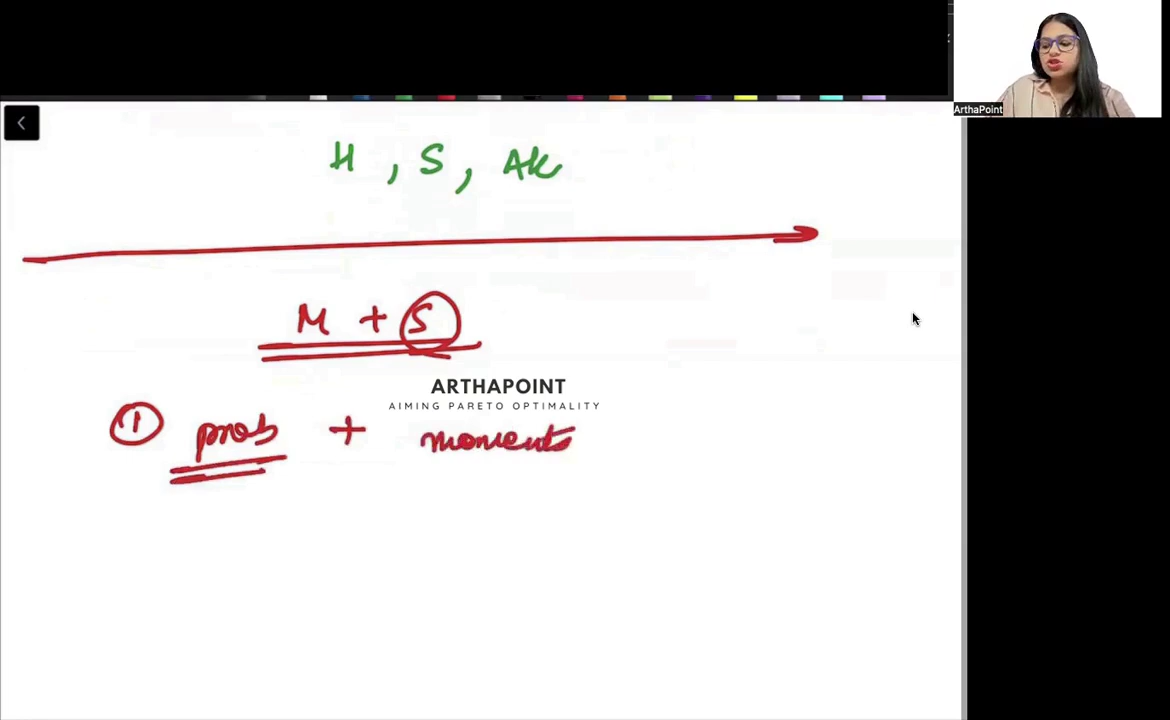 ArthaPoint
H , S , AK
M + S
ARTHAPOINT
AIMING PARETO OPTIMALITY
① prob + moments